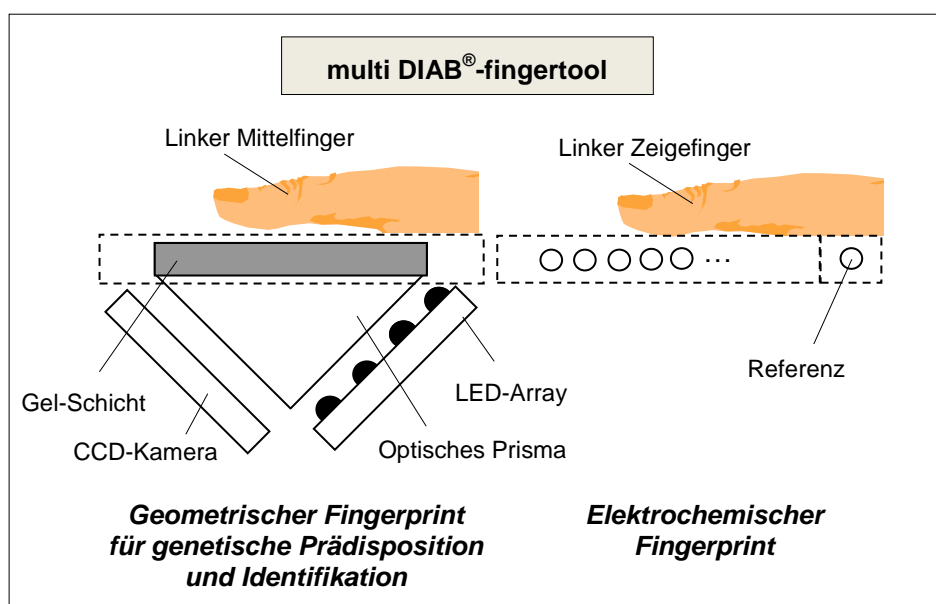 multi DIAB®-fingertool
Linker Mittelfinger
Linker Zeigefinger
...
Referenz
LED-Array
Gel-Schicht
CCD-Kamera
Optisches Prisma
Geometrischer Fingerprint
für genetische Prädisposition
und Identifikation
Elektrochemischer
Fingerprint